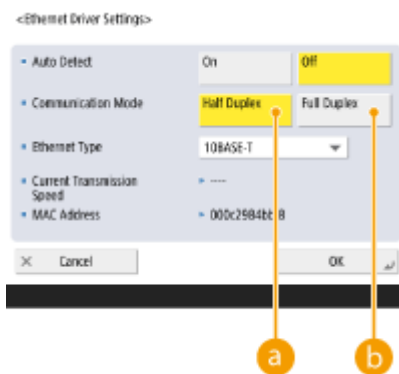 <Ethernet Driver Settings>
Auto Detect On Off
Communication Mode Half Duplex Full Duplex
Ethernet Type 10BASE-T
Current Transmission
Speed ----
MAC Address
× Cancel OK
a b